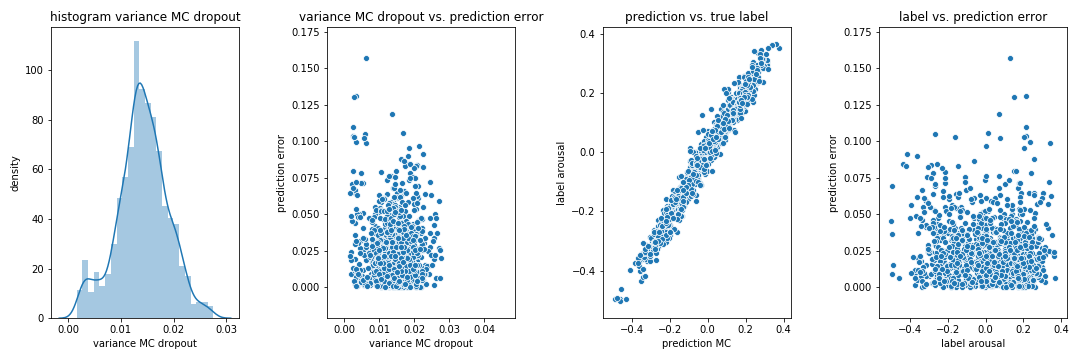 histogram variance MC dropout
density
100
80
60
40
20
0
0.00 0.01 0.02 0.03
variance MC dropout
variance MC dropout vs. prediction error
prediction error
0.175
0.150
0.125
0.100
0.075
0.050
0.025
0.000
0.00 0.01 0.02 0.03 0.04
variance MC dropout
prediction vs. true label
label arousal
0.4
0.2
0.0
−0.2
−0.4
−0.4 −0.2 0.0 0.2 0.4
prediction MC
label vs. prediction error
prediction error
0.175
0.150
0.125
0.100
0.075
0.050
0.025
0.000
−0.4 −0.2 0.0 0.2 0.4
label arousal